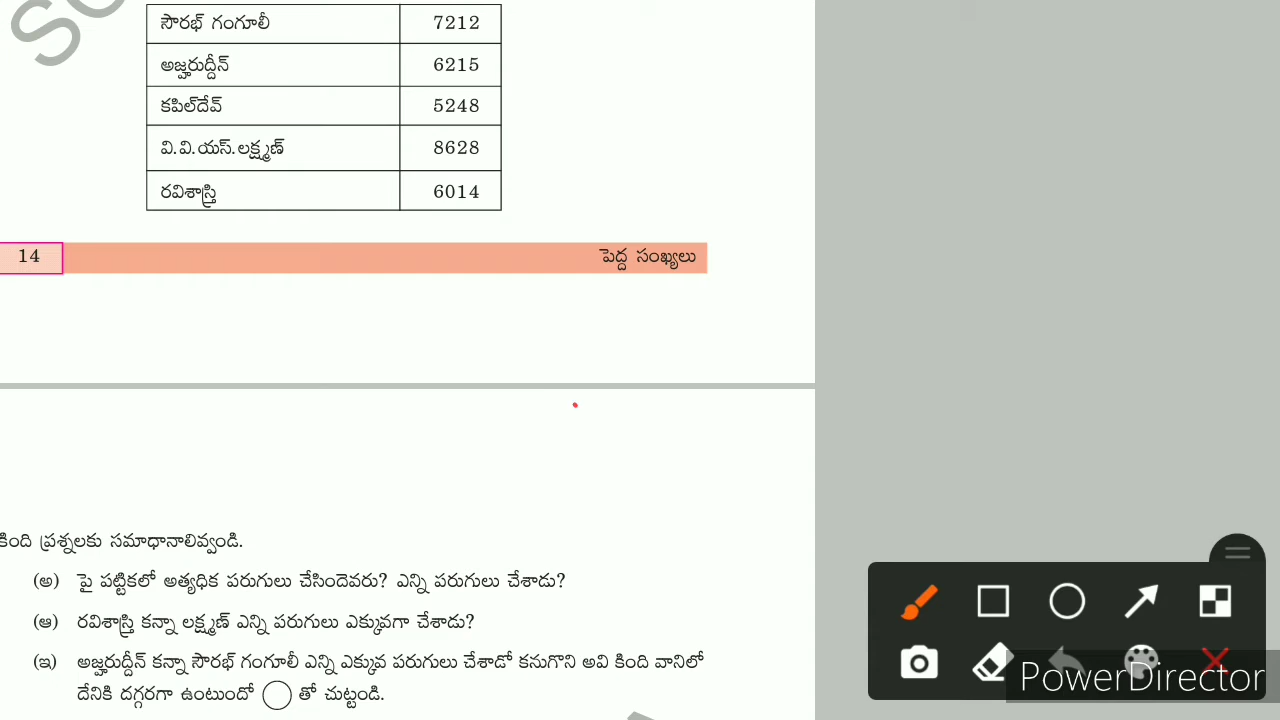 సౌరభ్ గంగూలీ 7212
అజ్హరుద్దీన్ 6215
కపిల్‌దేవ్ 5248
వి.వి.యస్.లక్ష్మణ్ 8628
రవిశాస్త్రి 6014
14 పెద్ద సంఖ్యలు
కింది ప్రశ్నలకు సమాధానాలివ్వండి.
(అ) పై పట్టికలో అత్యధిక పరుగులు చేసిందెవరు? ఎన్ని పరుగులు చేశాడు?
(ఆ) రవిశాస్త్రి కన్నా లక్ష్మణ్ ఎన్ని పరుగులు ఎక్కువగా చేశాడు?
(ఇ) అజ్హరుద్దీన్ కన్నా సౌరభ్ గంగూలీ ఎన్ని ఎక్కువ పరుగులు చేశాడో కనుగొని అవి కింది వానిలో
దేనికి దగ్గరగా ఉంటుందో ◯ తో చుట్టండి.
PowerDirector